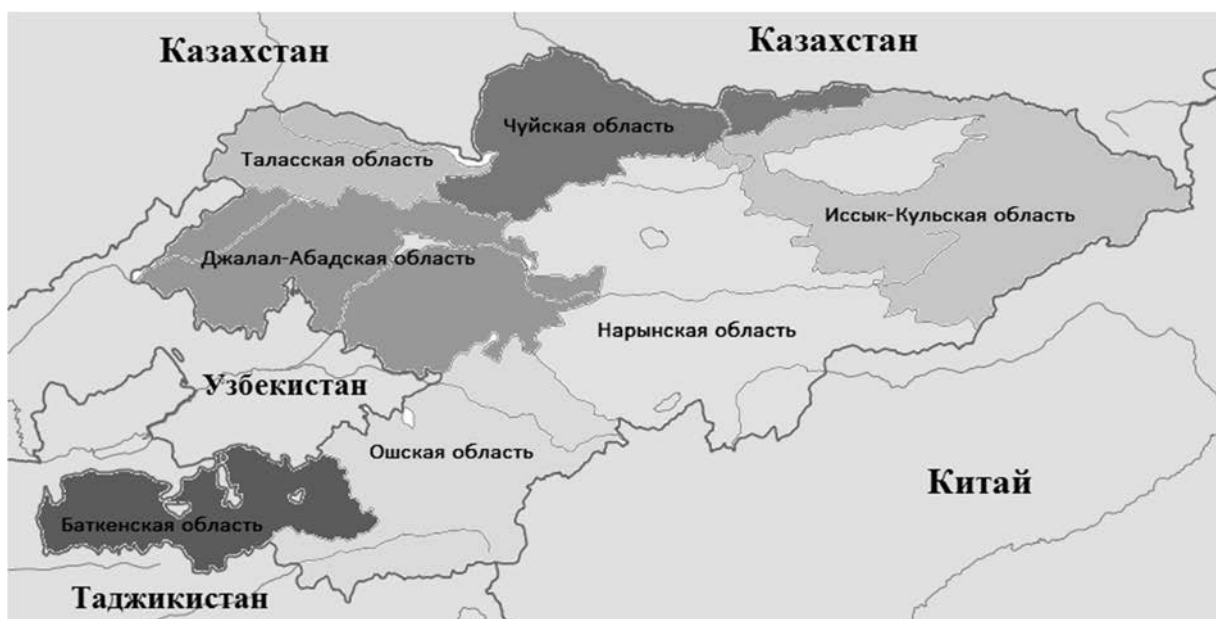 Казахстан
Казахстан
Чуйская область
Таласская область
Иссык-Кульская область
Джалал-Абадская область
Нарынская область
Узбекистан
Ошская область
Китай
Баткенская область
Таджикистан